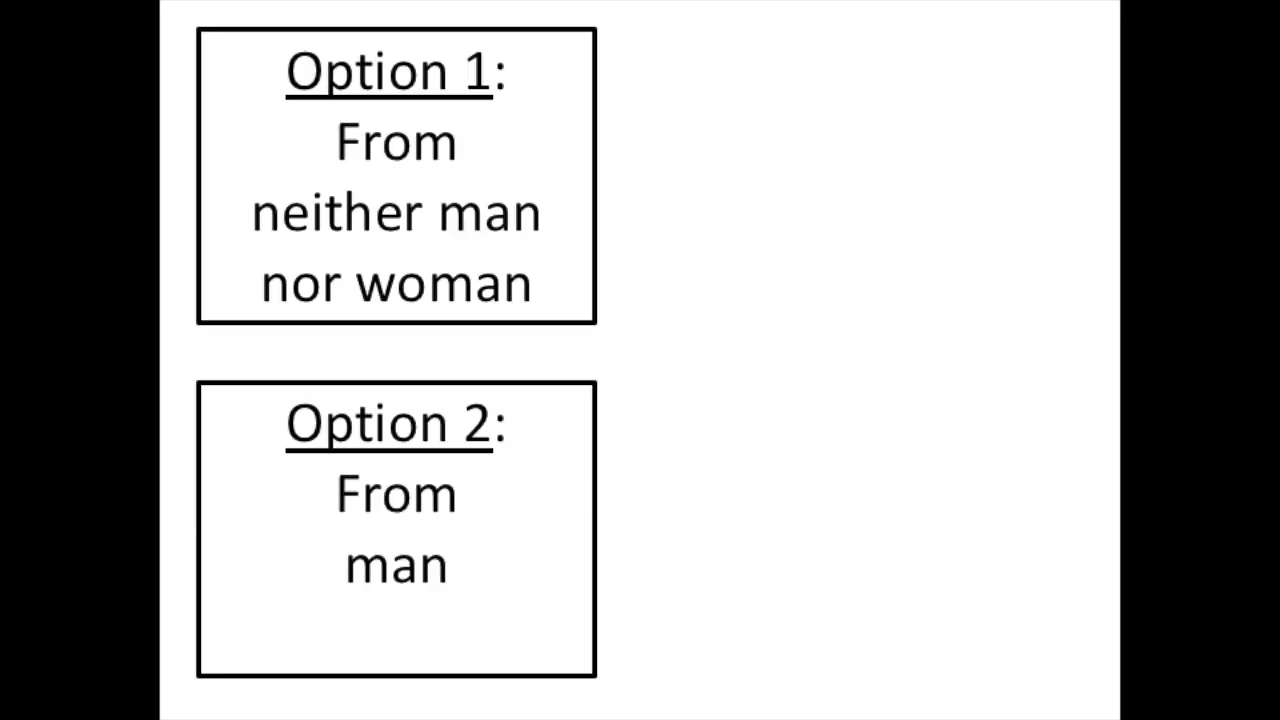 Option 1:
From
neither man
nor woman
Option 2:
From
man